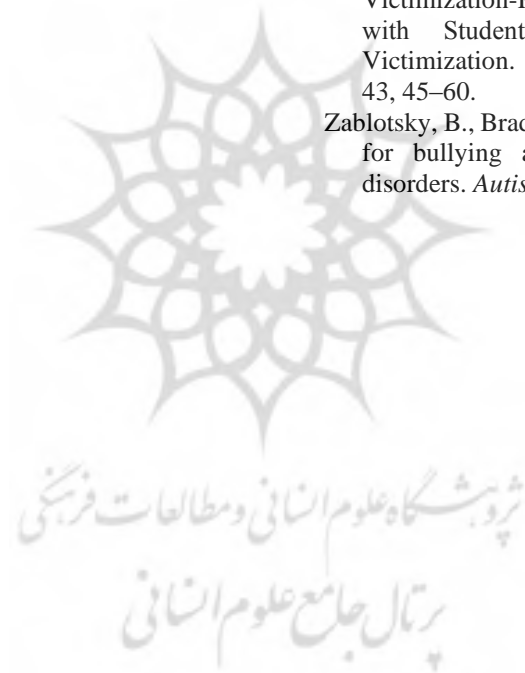 Victimization-
with Student
Victimization.
43, 45–60.
Zablotsky, B., Brad
for bullying a
disorders. Autis
پژوهشگاه علوم انسانی و مطالعات فرهنگی
پرتال جامع علوم انسانی